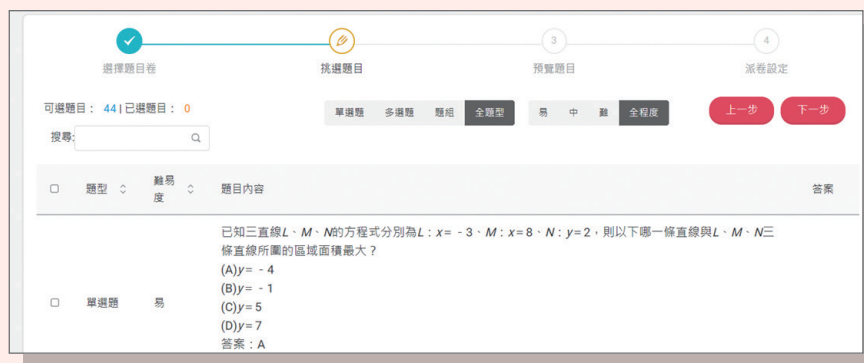 3
4
選擇題目卷
挑選題目
預覽題目
派卷設定
可選題目： 44 | 已選題目： 0
單選題 多選題 題組 全題型
易 中 難 全程度
上一步 下一步
搜尋:
題型 難易度 題目內容 答案
單選題 易
已知三直線L、M、N的方程式分別為L：x= - 3、M：x=8、N：y=2，則以下哪一條直線與L、M、N三
條直線所圍的區域面積最大？
(A)y= - 4
(B)y= - 1
(C)y= 5
(D)y= 7
答案：A